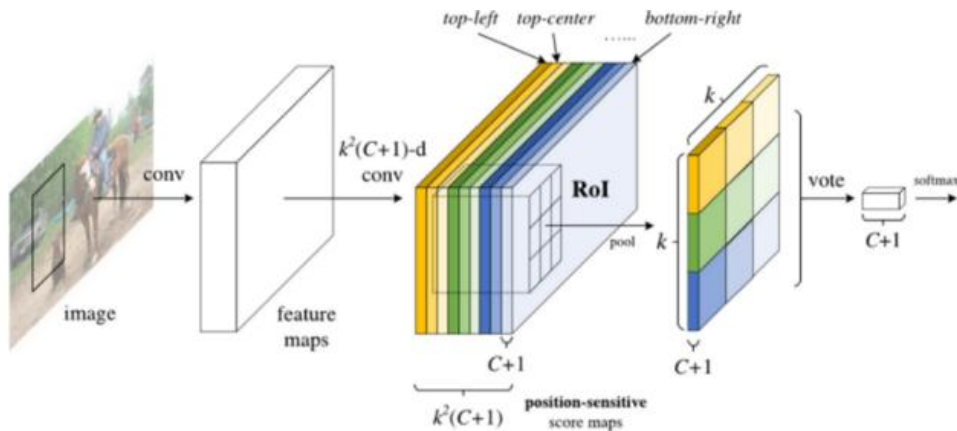 top-left top-center ...... bottom-right
k
k²(C+1)-d
conv
conv
RoI
vote
softmax
pool
k
C+1
image
feature
maps
C+1
C+1
k²(C+1)
position-sensitive
score maps